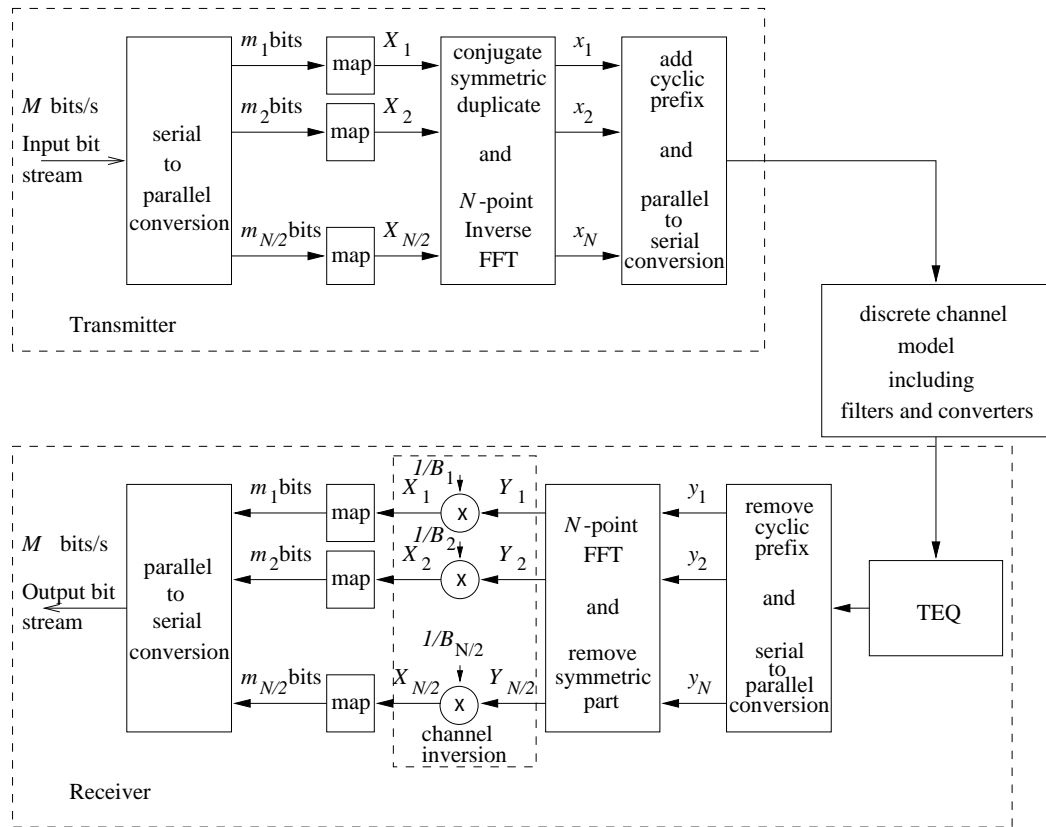 m1 bits
X1
x1
map
conjugate
symmetric
duplicate
and
N-point
Inverse
FFT
add
cyclic
prefix
and
parallel
to
serial
conversion
M bits/s
Input bit
stream
serial
to
parallel
conversion
m2 bits
map
X2
x2
mN/2 bits
map
XN/2
xN
Transmitter
discrete channel
model
including
filters and converters
1/B1
m1 bits
X1
Y1
y1
map
x
N-point
FFT
and
remove
symmetric
part
remove
cyclic
prefix
and
serial
to
parallel
conversion
TEQ
M bits/s
Output bit
stream
parallel
to
serial
conversion
1/B2
m2 bits
X2
Y2
y2
map
x
1/BN/2
mN/2 bits
XN/2
YN/2
yN
map
x
channel
inversion
Receiver